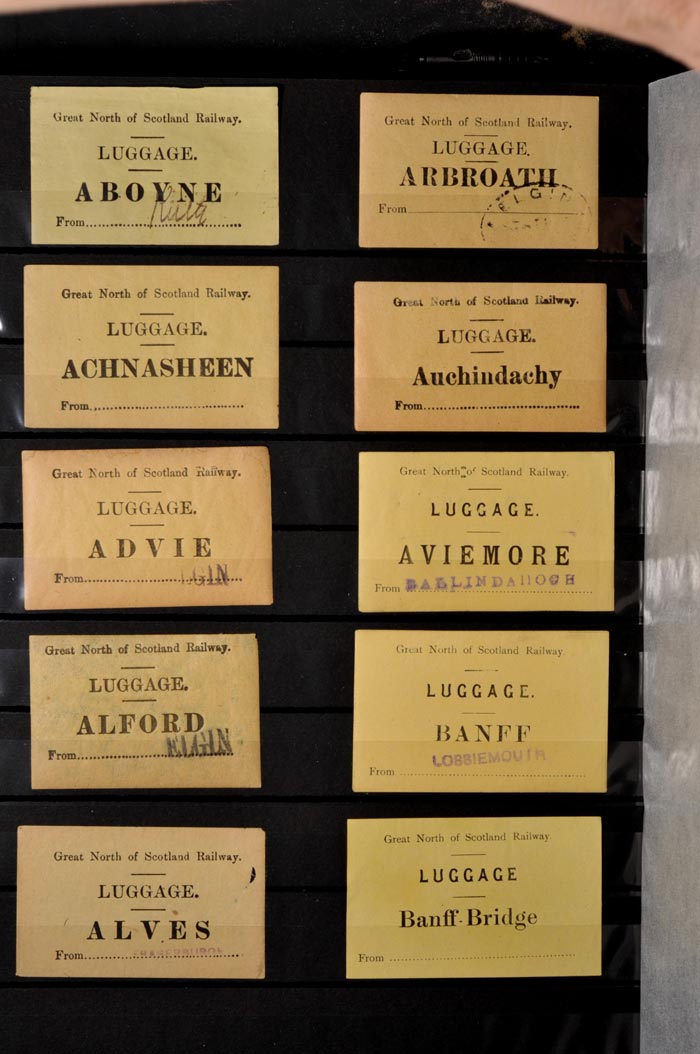 Great North of Scotland Railway.
LUGGAGE.
ABOYNE
From
Great North of Scotland Railway.
LUGGAGE.
ACHNASHEEN
From
Great North of Scotland Railway.
LUGGAGE.
ADVIE
From GIN
Great North of Scotland Railway.
LUGGAGE.
ALFORD
From ELGIN
Great North of Scotland Railway.
LUGGAGE.
ALVES
From FRASERBURGH
Great North of Scotland Railway.
LUGGAGE.
ARBROATH
From ELGIN
Great North of Scotland Railway.
LUGGAGE.
Auchindachy
From
Great North of Scotland Railway.
LUGGAGE.
AVIEMORE
From BALLINDALLOCH
Great North of Scotland Railway.
LUGGAGE.
BANFF
LOSSIEMOUTH
From
Great North of Scotland Railway.
LUGGAGE
Banff-Bridge
From